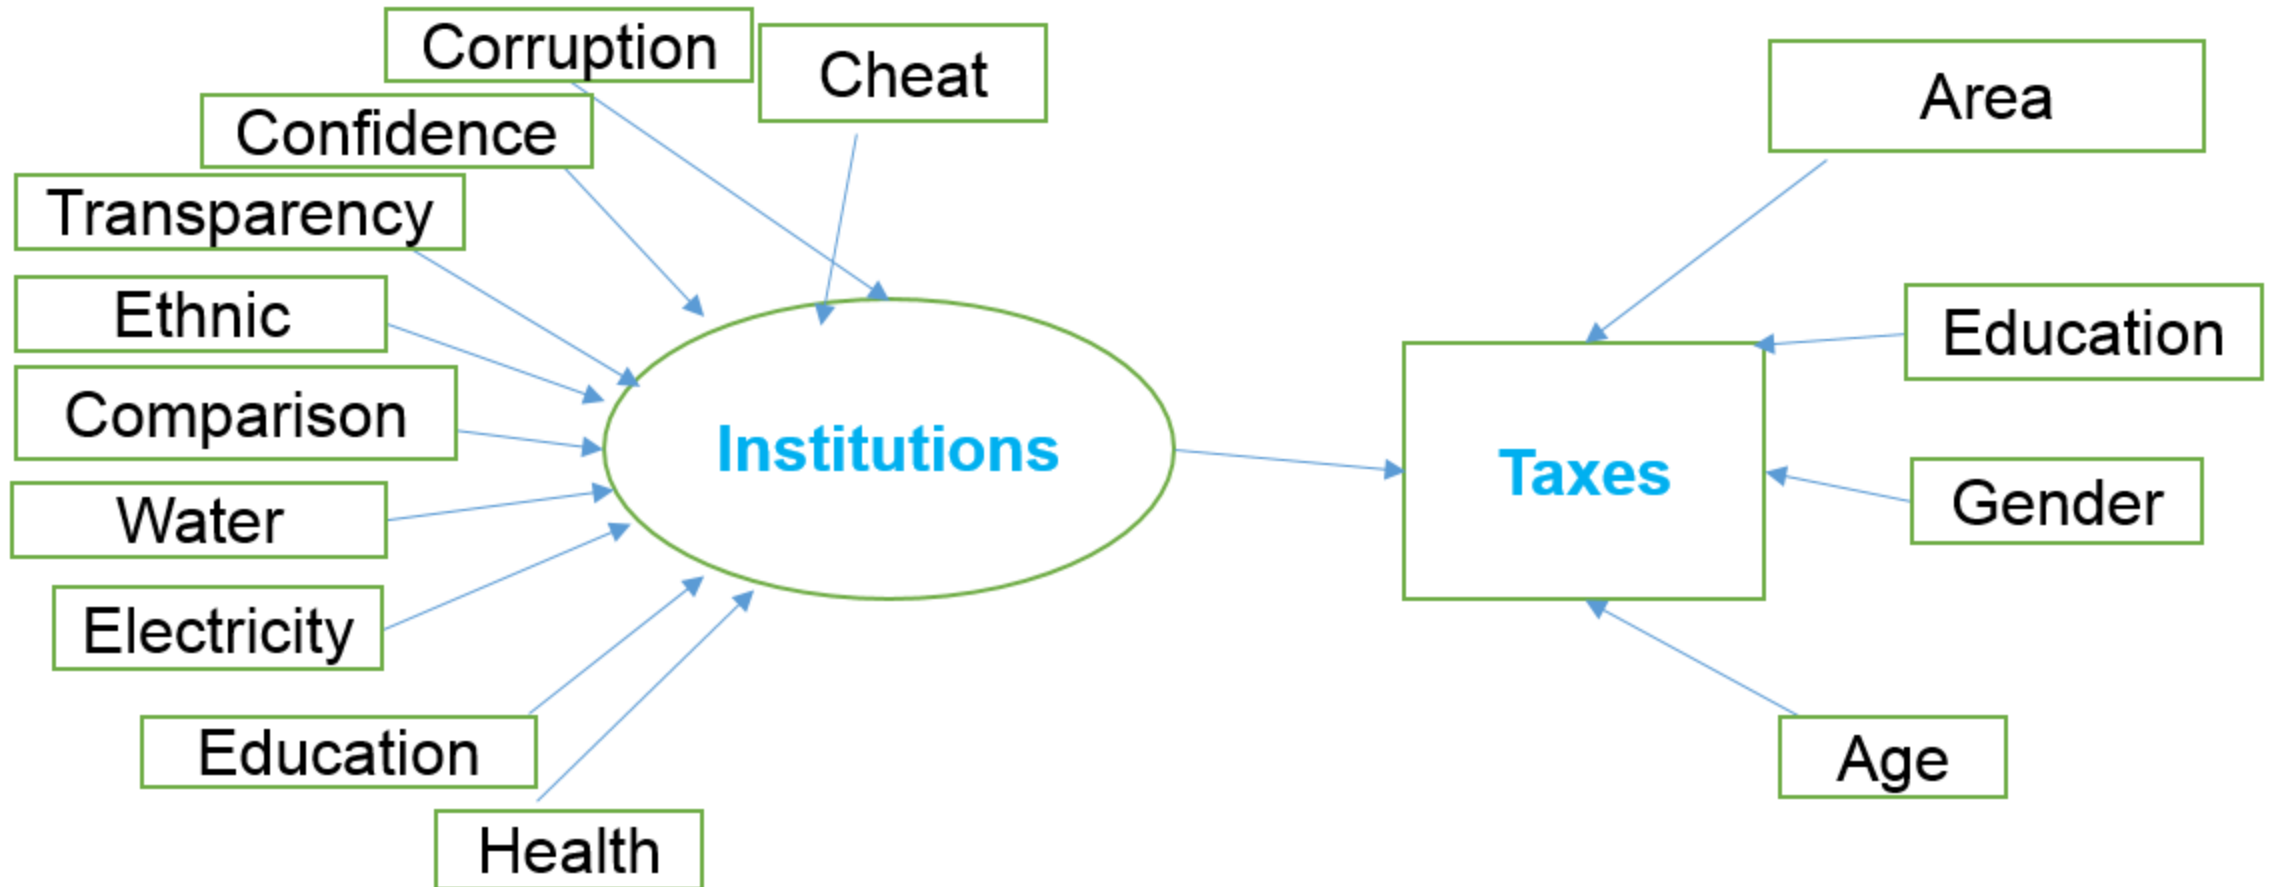 Corruption
Cheat
Confidence
Transparency
Ethnic
Comparison
Water
Electricity
Education
Health
Institutions
Taxes
Area
Education
Gender
Age